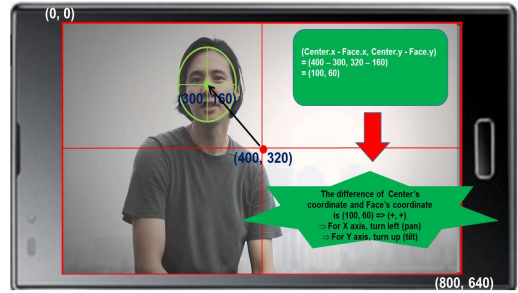 (0, 0)
(Center.x - Face.x, Center.y - Face.y)
= (400 – 300, 320 – 160)
= (100, 60)
(300, 160)
(400, 320)
The difference of Center's
coordinate and Face's coordinate
is (100, 60) => (+, +)
⇒ For X axis, turn left (pan)
⇒ For Y axis, turn up (tilt)
(800, 640)